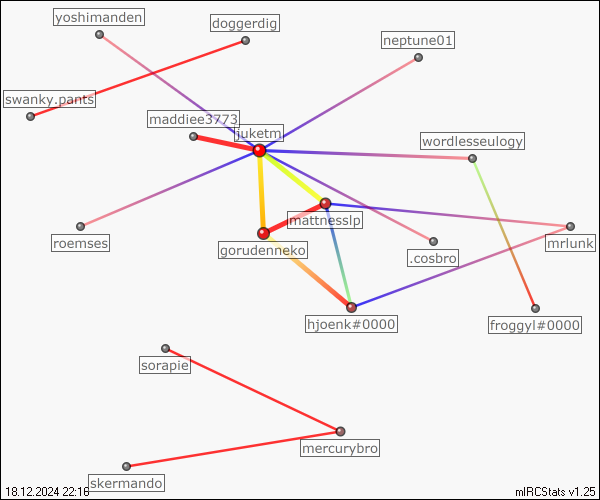 yoshimanden
doggerdig
neptune01
swanky.pants
maddiee3773
juketm
wordlesseulogy
mattnesslp
roemses
gorudenneko
.cosbro
mrlunk
hjoenk#0000
froggyl#0000
sorapie
mercurybro
skermando
18.12.2024 22:16
mIRCStats v1.25